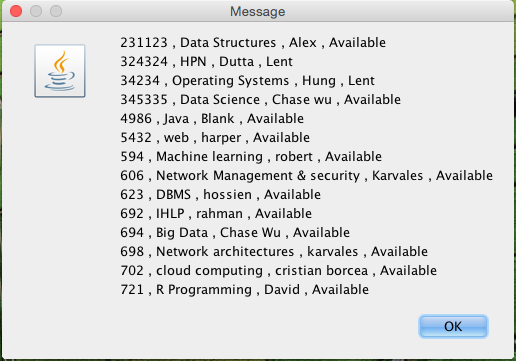 Message
231123 , Data Structures , Alex , Available
324324 , HPN , Dutta , Lent
34234 , Operating Systems , Hung , Lent
345335 , Data Science , Chase wu , Available
4986 , Java , Blank , Available
5432 , web , harper , Available
594 , Machine learning , robert , Available
606 , Network Management & security , Karvales , Available
623 , DBMS , hossien , Available
692 , IHLP , rahman , Available
694 , Big Data , Chase Wu , Available
698 , Network architectures , karvales , Available
702 , cloud computing , cristian borcea , Available
721 , R Programming , David , Available
OK